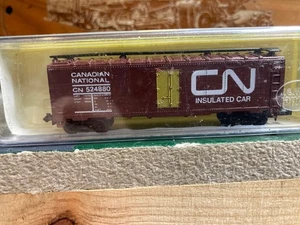 CANADIAN
NATIONAL
CN 524880
CN
INSULATED CAR